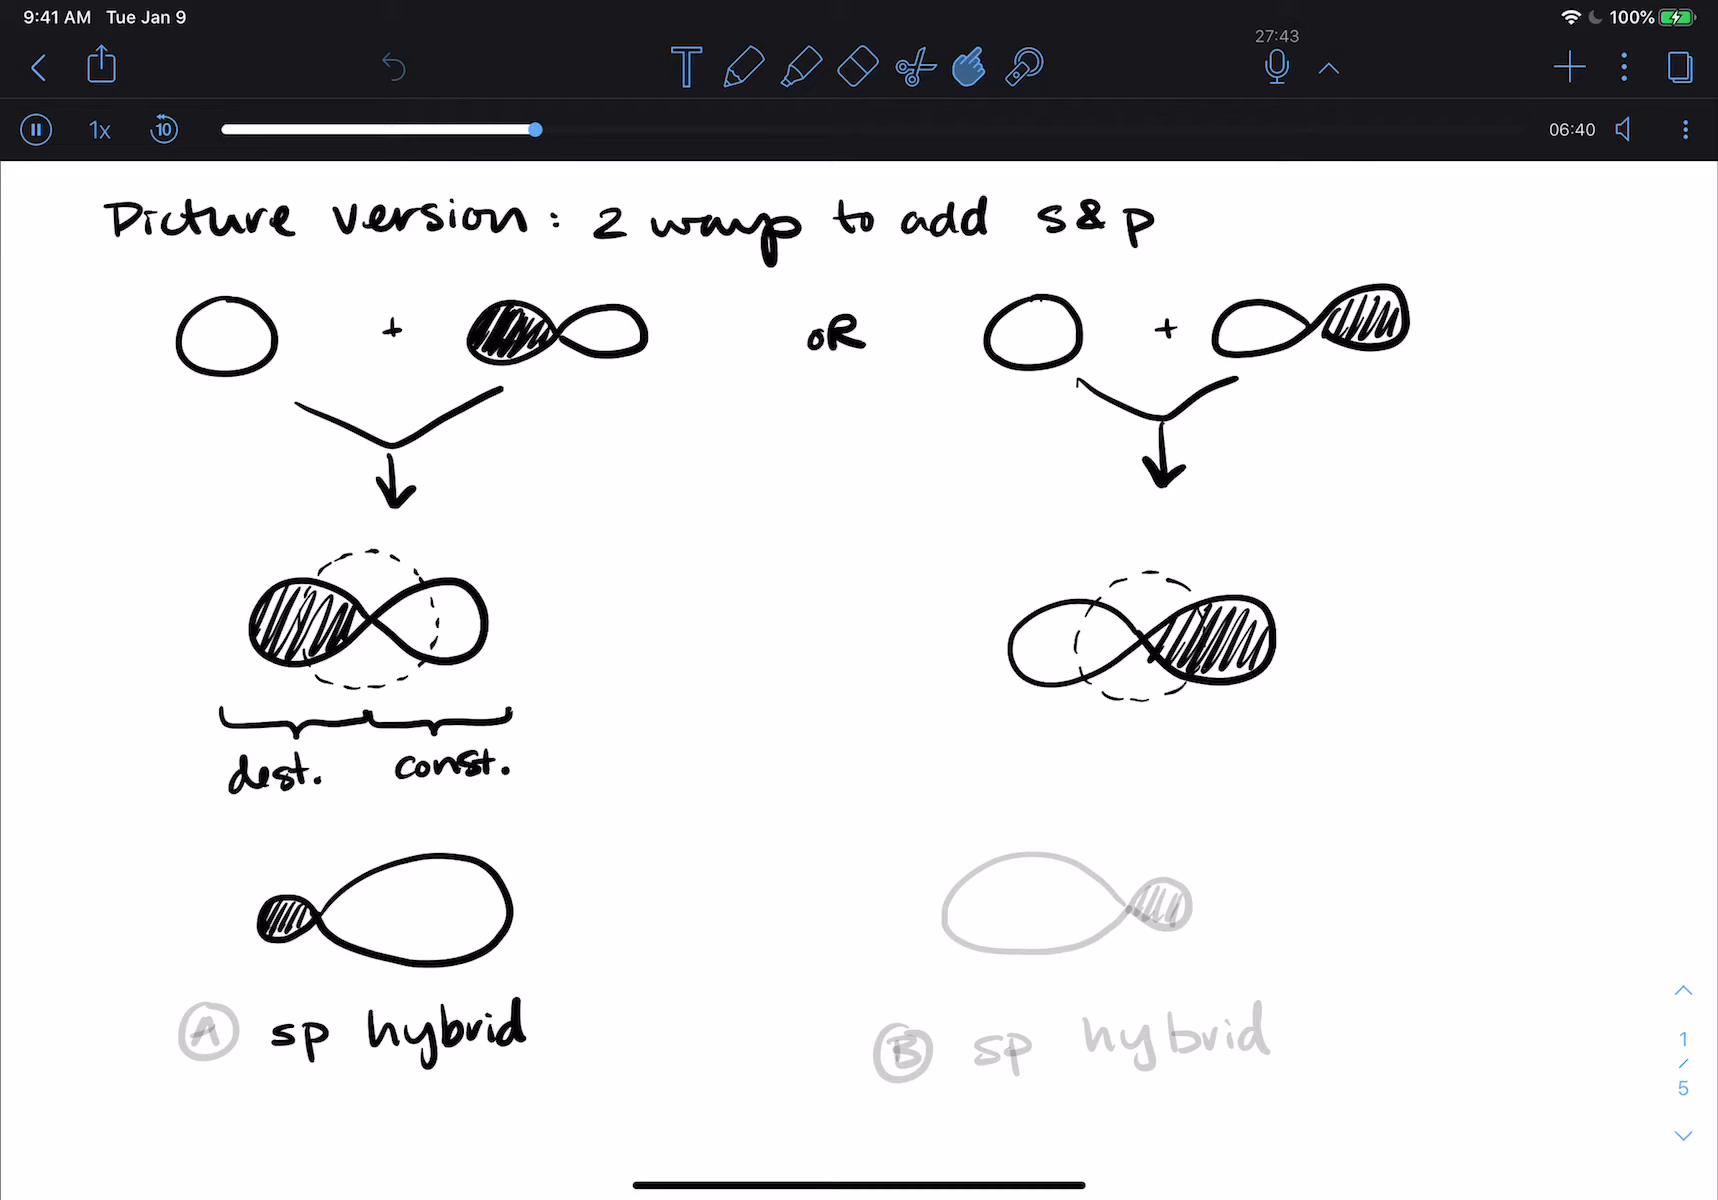 9:41 AM Tue Jan 9
100%
27:43
T
1x
10
06:40
Picture version: 2 ways to add s & p
+ OR +
dest. const.
A sp hybrid
B sp hybrid
1
/
5